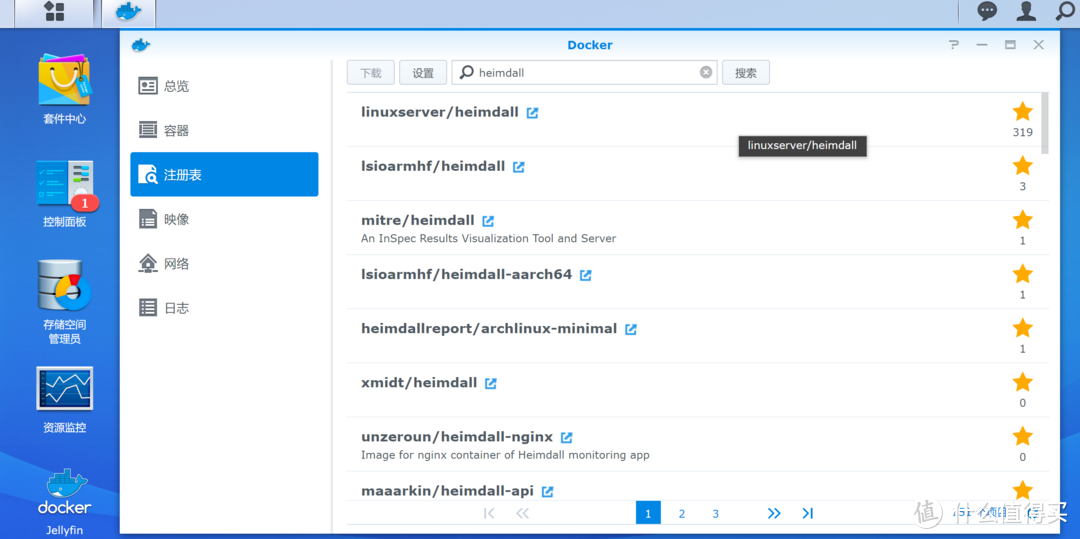 Docker
套件中心
控制面板
1
存储空间
管理员
资源监控
docker
Jellyfin
总览
容器
注册表
映像
网络
日志
下载
设置
heimdall
搜索
linuxserver/heimdall
319
linuxserver/heimdall
lsioarmhf/heimdall
3
mitre/heimdall
An InSpec Results Visualization Tool and Server
1
lsioarmhf/heimdall-aarch64
1
heimdallreport/archlinux-minimal
1
xmidt/heimdall
0
unzeroun/heimdall-nginx
Image for nginx container of Heimdall monitoring app
0
maaarkin/heimdall-api
1 2 3
值 什么值得买